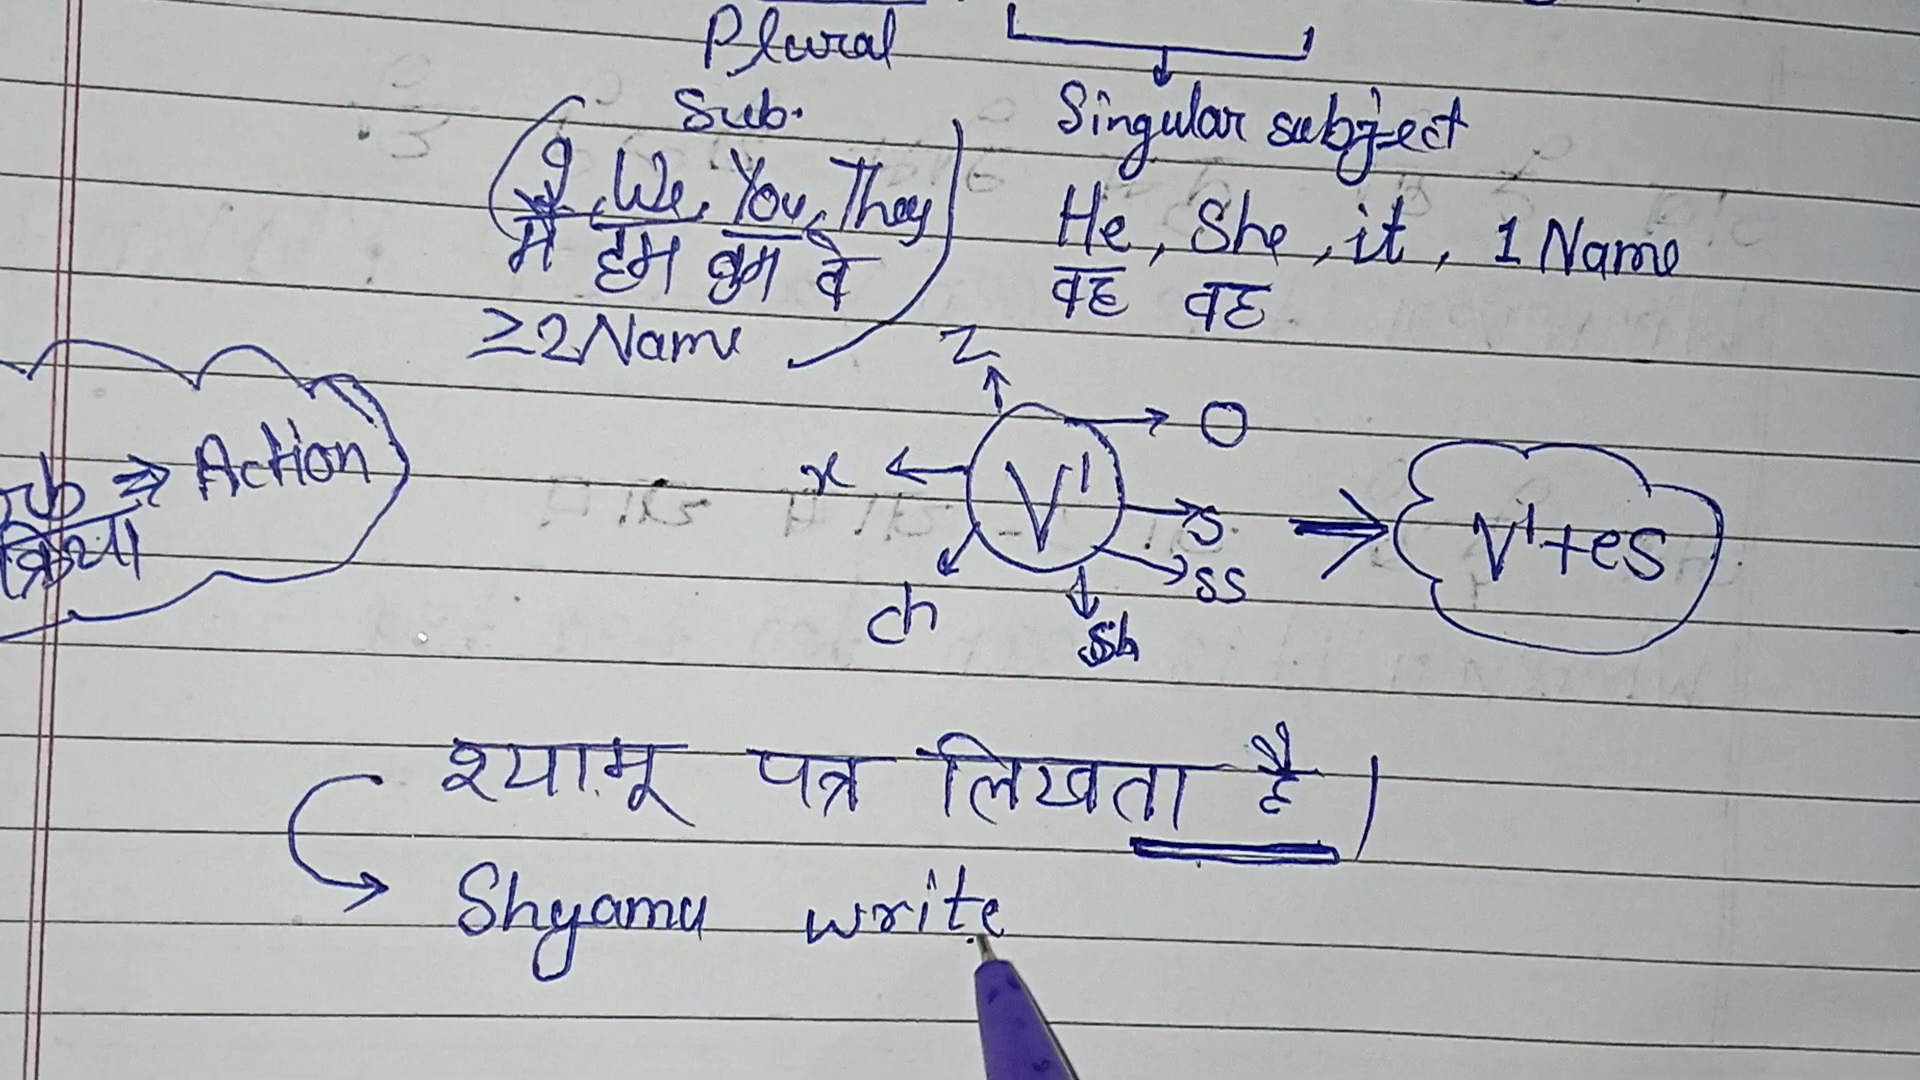 Plural
Sub.
Singular subject
I, We, You, They
मैं हम तुम वे
≥2 Name
He, She, it, 1 Name
वह वह
Action
क्रिया
z
x
V¹
O
S
ss
sh
ch
V¹+es
श्यामू पत्र लिखता है।
Shyamu write